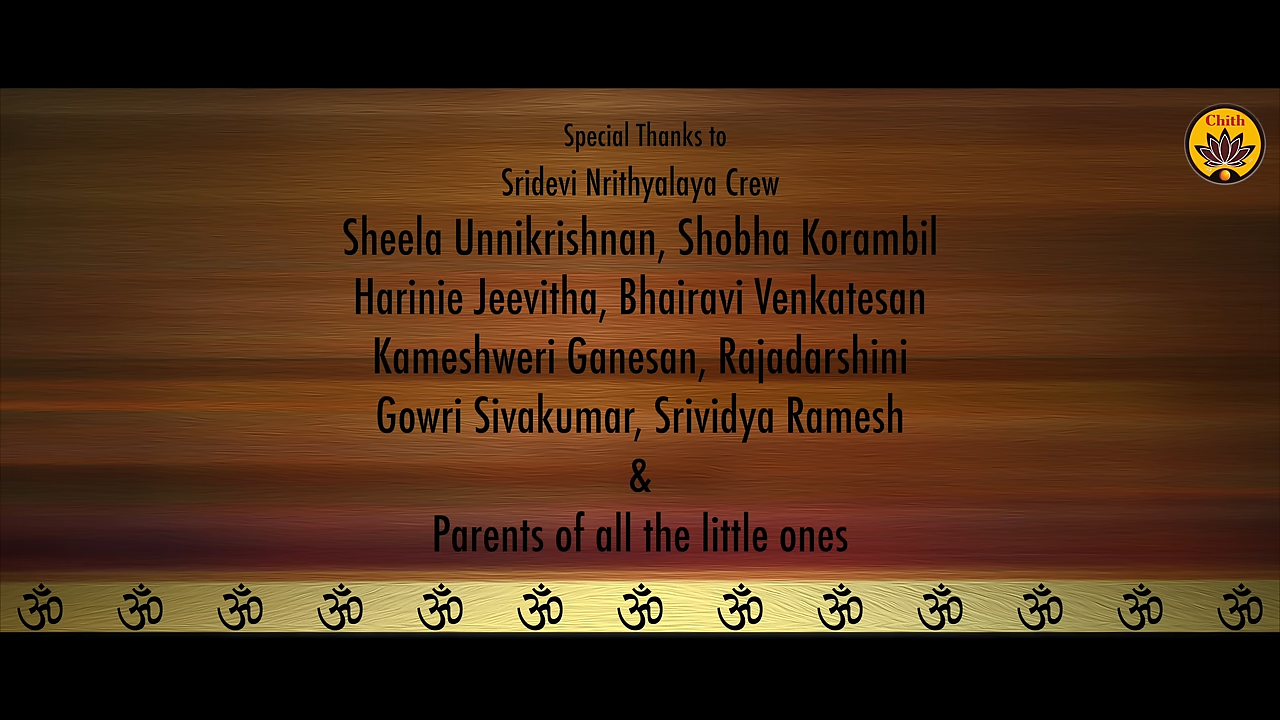 Special Thanks to
Chith
Sridevi Nrithyalaya Crew
Sheela Unnikrishnan, Shobha Korambil
Harinie Jeevitha, Bhairavi Venkatesan
Kameshweri Ganesan, Rajadarshini
Gowri Sivakumar, Srividya Ramesh
&
Parents of all the little ones
ॐ ॐ ॐ ॐ ॐ ॐ ॐ ॐ ॐ ॐ ॐ ॐ ॐ